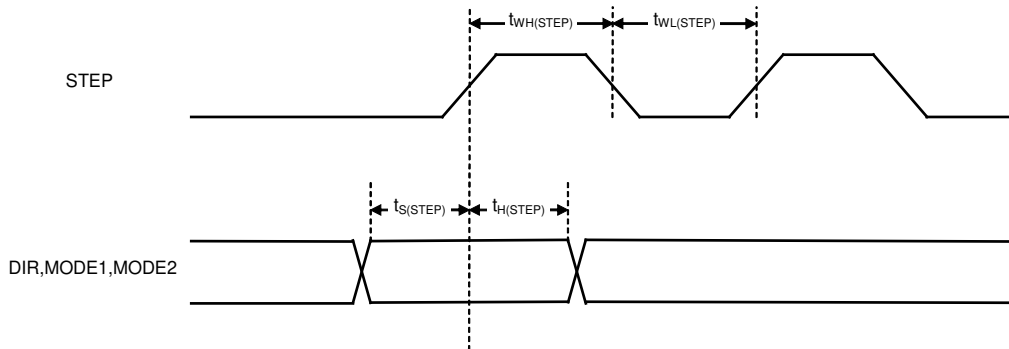 tWH(STEP) tWL(STEP)
STEP
tS(STEP) tH(STEP)
DIR,MODE1,MODE2